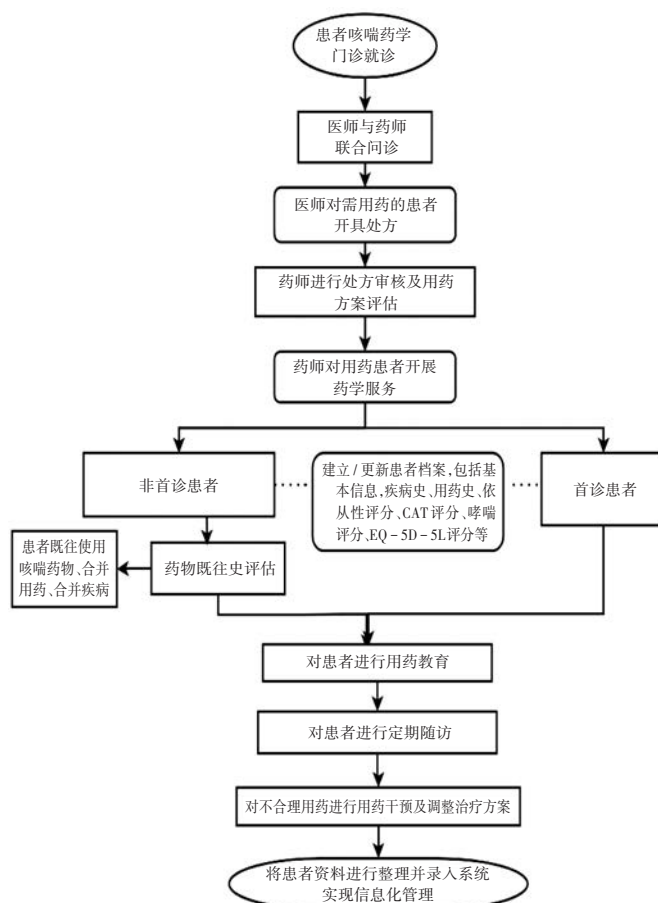 患者咳喘药学
门诊就诊
医师与药师
联合问诊
医师对需用药的患者
开具处方
药师进行处方审核及用药
方案评估
药师对用药患者开展
药学服务
非首诊患者
建立/更新患者档案,包括基
本信息,疾病史、用药史、依
从性评分、CAT评分、哮喘
评分、EQ-5D-5L评分等
首诊患者
患者既往使用
咳喘药物、合并
用药、合并疾病
药物既往史评估
对患者进行用药教育
对患者进行定期随访
对不合理用药进行用药干预及调整治疗方案
将患者资料进行整理并录入系统
实现信息化管理